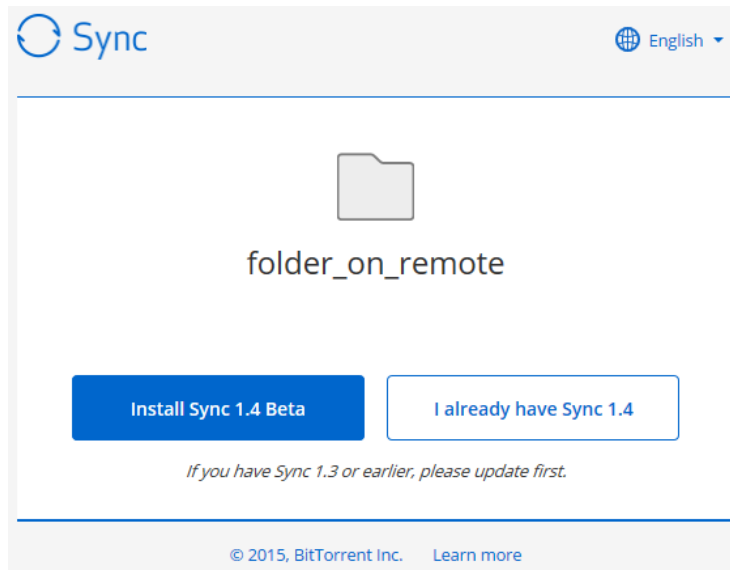 Sync
English
folder_on_remote
Install Sync 1.4 Beta
I already have Sync 1.4
If you have Sync 1.3 or earlier, please update first.
© 2015, BitTorrent Inc. Learn more